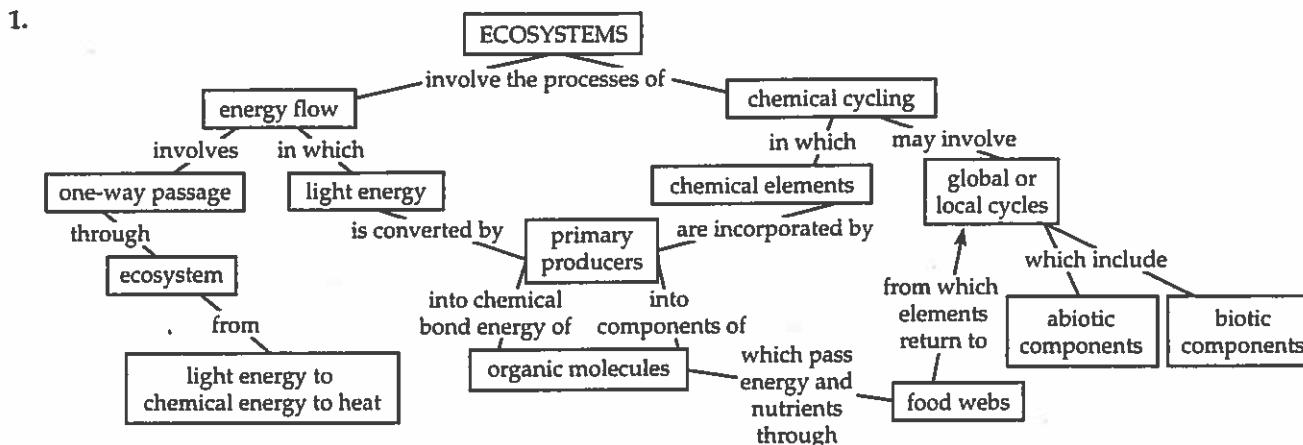 1.
ECOSYSTEMS
involve the processes of
energy flow
chemical cycling
involves
in which
in which
may involve
one-way passage
light energy
chemical elements
global or
local cycles
through
is converted by
primary
producers
are incorporated by
ecosystem
which include
from
into chemical
bond energy of
into
components of
from which
elements
return to
abiotic
components
biotic
components
light energy to
chemical energy to heat
organic molecules
which pass
energy and
nutrients
through
food webs